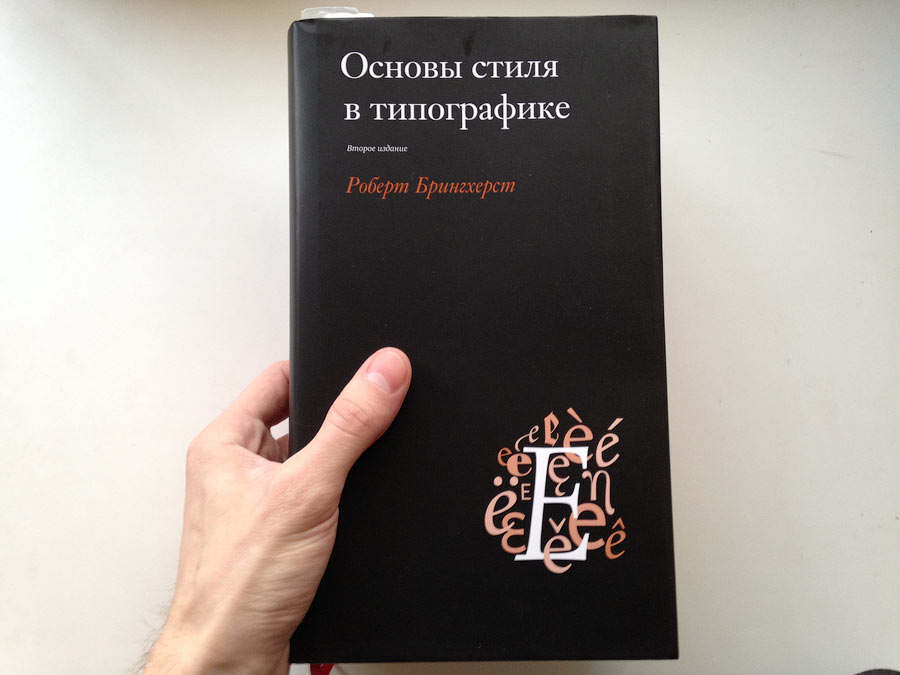 Основы стиля
в типографике
Второе издание
Роберт Брингхерст